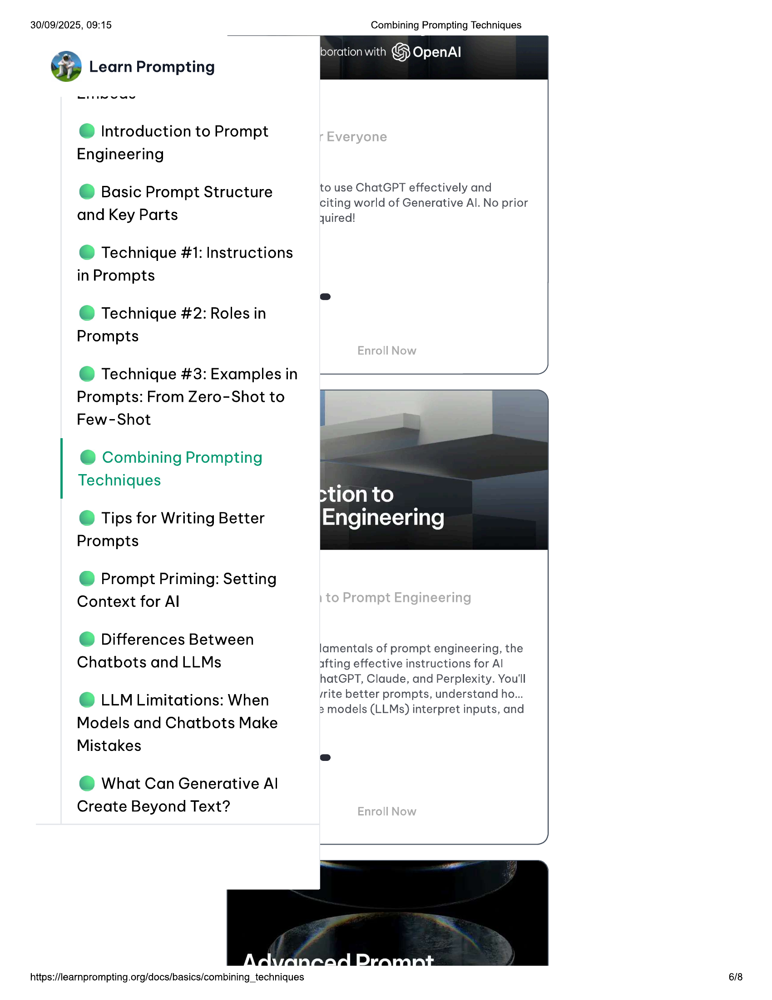 30/09/2025, 09:15
Combining Prompting Techniques
Learn Prompting
Introduction to Prompt
Engineering
Basic Prompt Structure
and Key Parts
Technique #1: Instructions
in Prompts
Technique #2: Roles in
Prompts
Technique #3: Examples in
Prompts: From Zero-Shot to
Few-Shot
Combining Prompting
Techniques
Tips for Writing Better
Prompts
Prompt Priming: Setting
Context for AI
Differences Between
Chatbots and LLMs
LLM Limitations: When
Models and Chatbots Make
Mistakes
What Can Generative AI
Create Beyond Text?
boration with OpenAI
r Everyone
to use ChatGPT effectively and
citing world of Generative AI. No prior
quired!
Enroll Now
ction to
Engineering
to Prompt Engineering
lamentals of prompt engineering, the
afting effective instructions for AI
hatGPT, Claude, and Perplexity. You'll
write better prompts, understand ho...
e models (LLMs) interpret inputs, and
Enroll Now
Advanced Prompt
https://learnprompting.org/docs/basics/combining_techniques
6/8